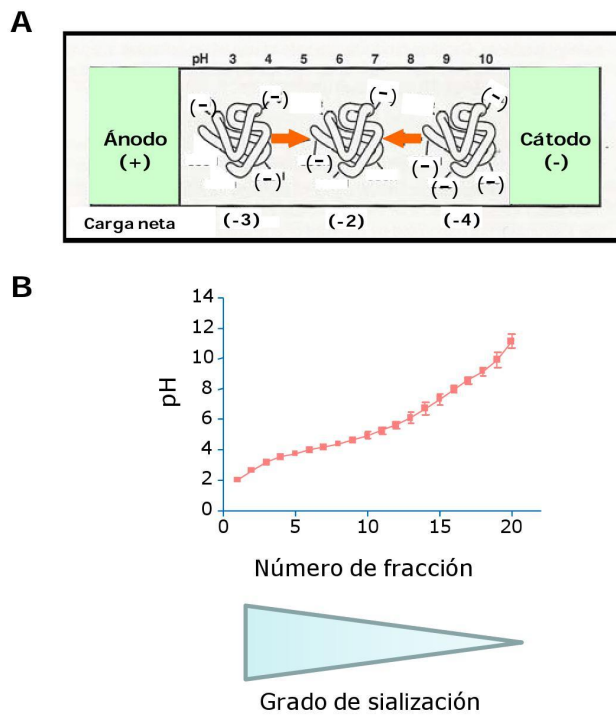 A
pH 3 4 5 6 7 8 9 10
Ánodo
(+)
(-) (-) (-) (-)
(-) (-) (-) (-) (-) (-)
Cátodo
(-)
Carga neta (-3) (-2) (-4)
B
14
12
10
8
6
4
2
0
pH
0 5 10 15 20
Número de fracción
Grado de sialización